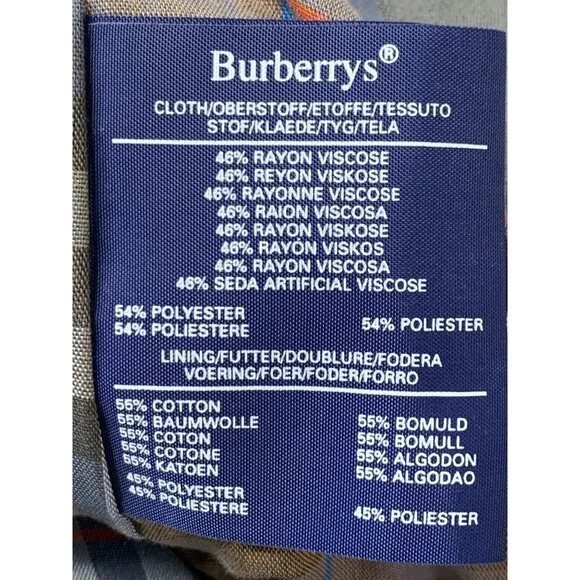 Burberrys®
CLOTH/OBERSTOFF/ETOFFE/TESSUTO
STOF/KLAEDE/TYG/TELA
46% RAYON VISCOSE
46% REYON VISKOSE
46% RAYONNE VISCOSE
46% RAION VISCOSA
46% RAYON VISKOSE
46% RAYON VISKOS
46% RAYON VISCOSA
46% SEDA ARTIFICIAL VISCOSE
54% POLYESTER
54% POLIESTERE 54% POLIESTER
LINING/FUTTER/DOUBLURE/FODERA
VOERING/FOER/FODER/FORRO
55% COTTON
55% BAUMWOLLE 55% BOMULD
55% COTON 55% BOMULL
55% COTONE 55% ALGODON
55% KATOEN 55% ALGODAO
45% POLYESTER
45% POLIESTERE 45% POLIESTER